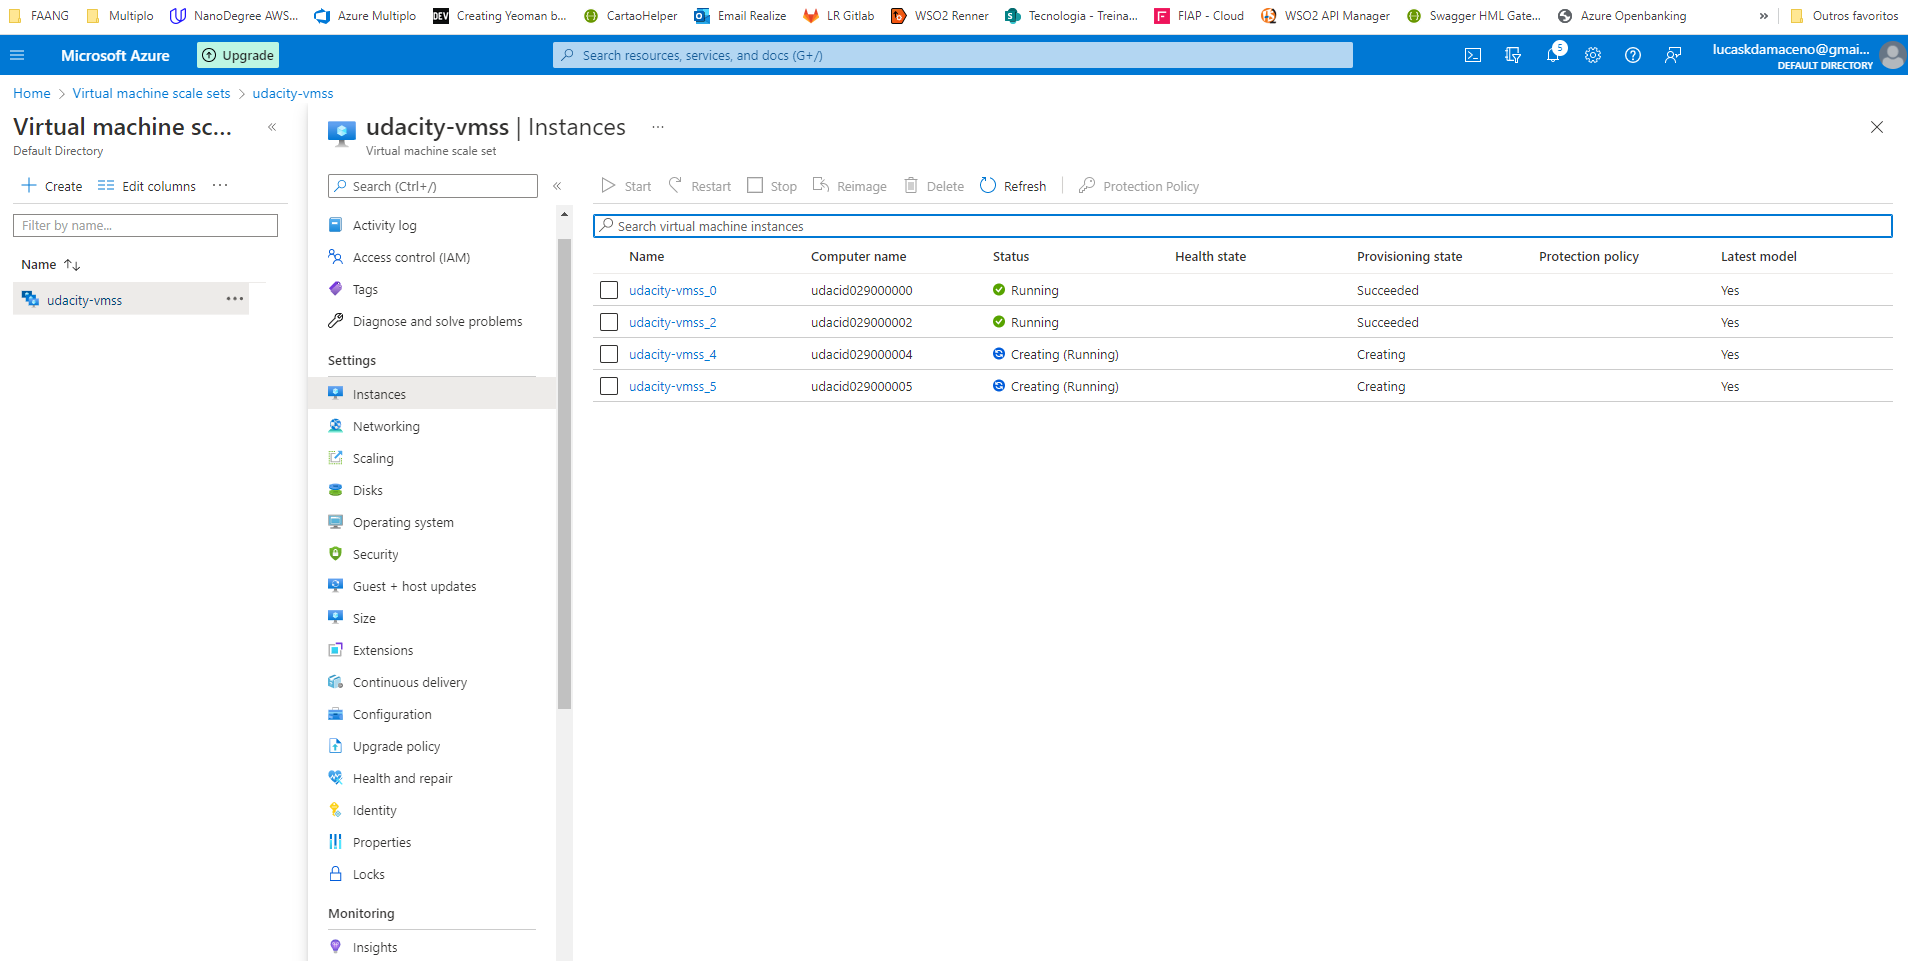 FAANG Multiplo NanoDegree AWS... Azure Multiplo DEV Creating Yeoman b... CartaoHelper Email Realize LR Gitlab WSO2 Renner Tecnologia - Treina... FIAP - Cloud WSO2 API Manager Swagger HML Gate... Azure Openbanking » Outros favoritos
Microsoft Azure Upgrade Search resources, services, and docs (G+/) 5 lucaskdamaceno@gmai...
DEFAULT DIRECTORY
Home > Virtual machine scale sets > udacity-vmss
Virtual machine sc... «
Default Directory
+ Create Edit columns ...
Filter by name...
Name ↑↓
udacity-vmss ...
udacity-vmss | Instances ...
Virtual machine scale set
Search (Ctrl+/) «
Activity log
Access control (IAM)
Tags
Diagnose and solve problems
Settings
Instances
Networking
Scaling
Disks
Operating system
Security
Guest + host updates
Size
Extensions
Continuous delivery
Configuration
Upgrade policy
Health and repair
Identity
Properties
Locks
Monitoring
Insights
Start Restart Stop Reimage Delete Refresh Protection Policy
Search virtual machine instances
Name Computer name Status Health state Provisioning state Protection policy Latest model
udacity-vmss_0 udacid029000000 Running Succeeded Yes
udacity-vmss_2 udacid029000002 Running Succeeded Yes
udacity-vmss_4 udacid029000004 Creating (Running) Creating Yes
udacity-vmss_5 udacid029000005 Creating (Running) Creating Yes